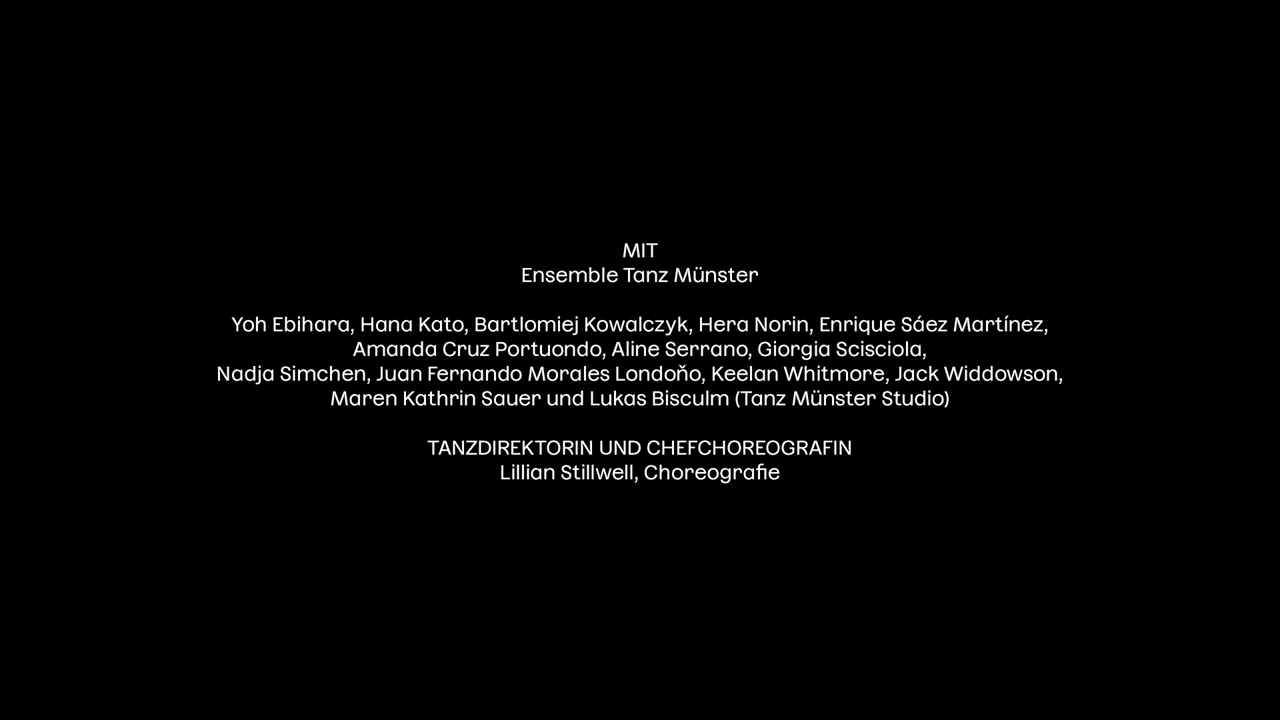 MIT
Ensemble Tanz Münster
Yoh Ebihara, Hana Kato, Bartlomiej Kowalczyk, Hera Norin, Enrique Sáez Martínez,
Amanda Cruz Portuondo, Aline Serrano, Giorgia Scisciola,
Nadja Simchen, Juan Fernando Morales Londoňo, Keelan Whitmore, Jack Widdowson,
Maren Kathrin Sauer und Lukas Bisculm (Tanz Münster Studio)
TANZDIREKTORIN UND CHEFCHOREOGRAFIN
Lillian Stillwell, Choreografie